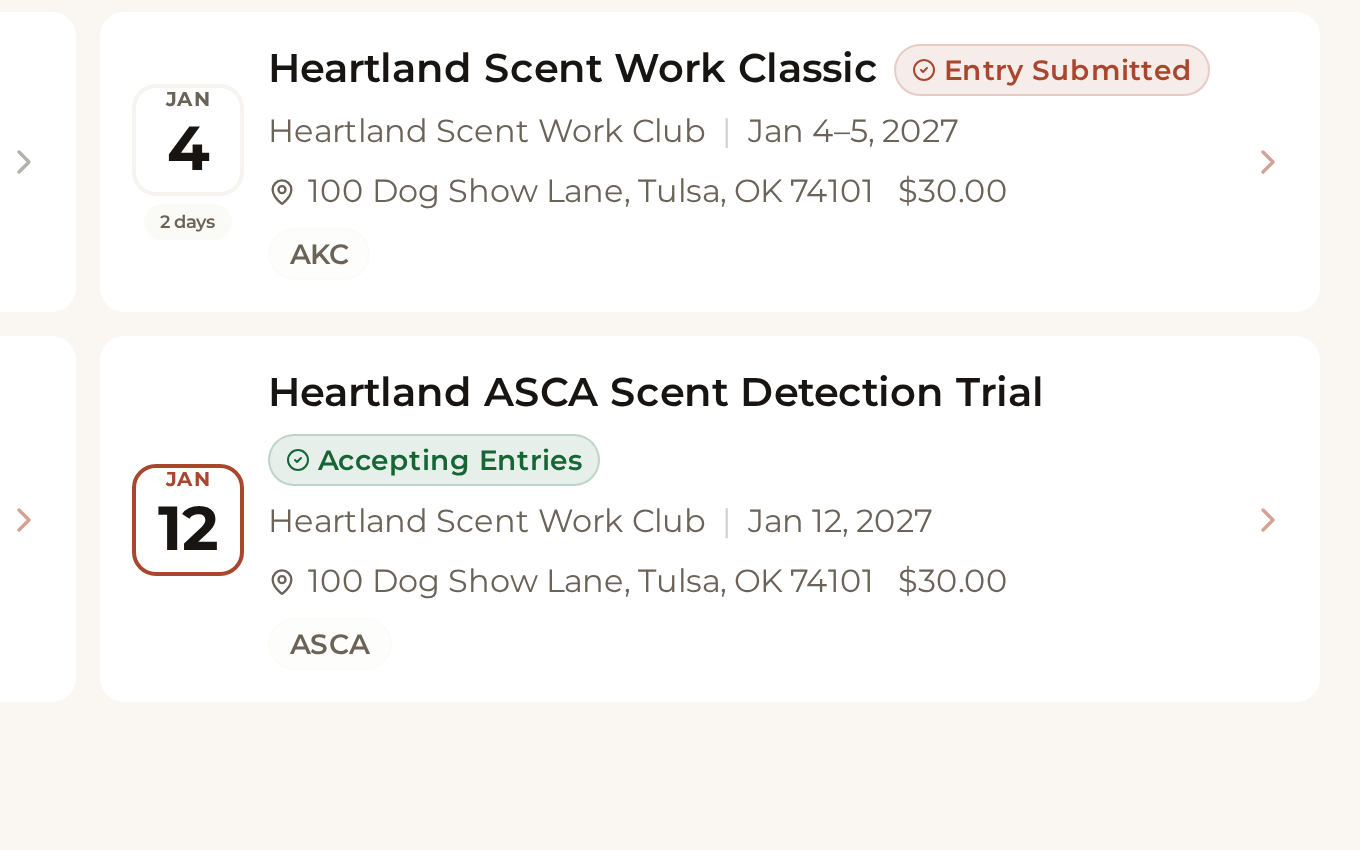 JAN
4
2 days
Heartland Scent Work Classic
Entry Submitted
Heartland Scent Work Club | Jan 4–5, 2027
100 Dog Show Lane, Tulsa, OK 74101 $30.00
AKC
JAN
12
Heartland ASCA Scent Detection Trial
Accepting Entries
Heartland Scent Work Club | Jan 12, 2027
100 Dog Show Lane, Tulsa, OK 74101 $30.00
ASCA